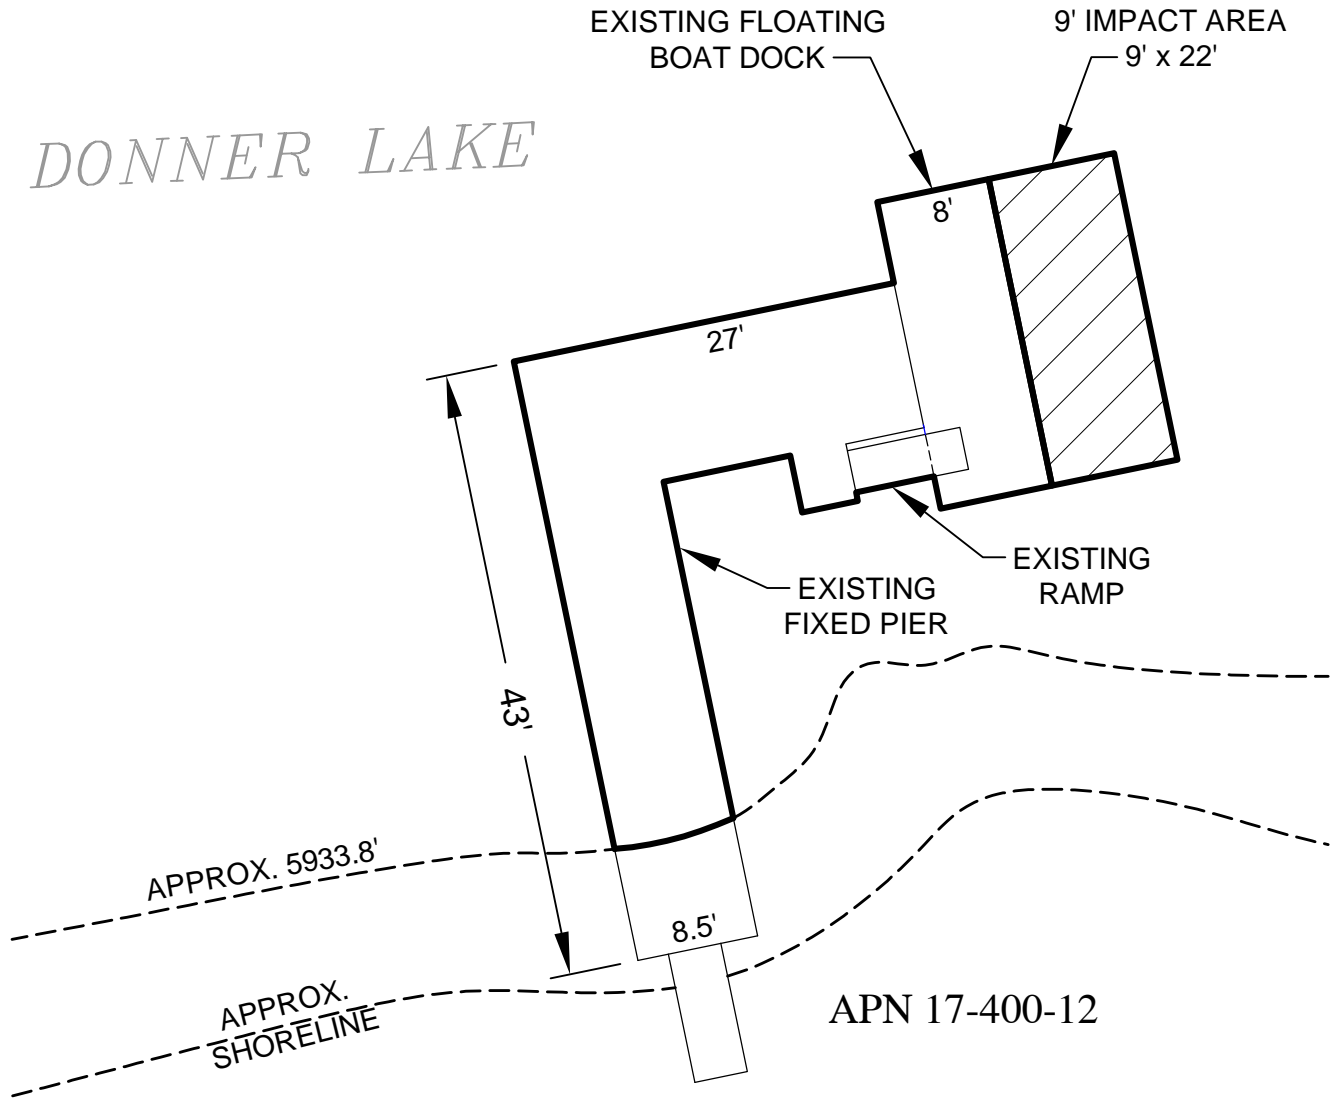 EXISTING FLOATING
BOAT DOCK
9' IMPACT AREA
9' x 22'
DONNER LAKE
8'
27'
EXISTING
RAMP
EXISTING
FIXED PIER
43'
APPROX. 5933.8'
8.5'
APPROX.
SHORELINE
APN 17-400-12